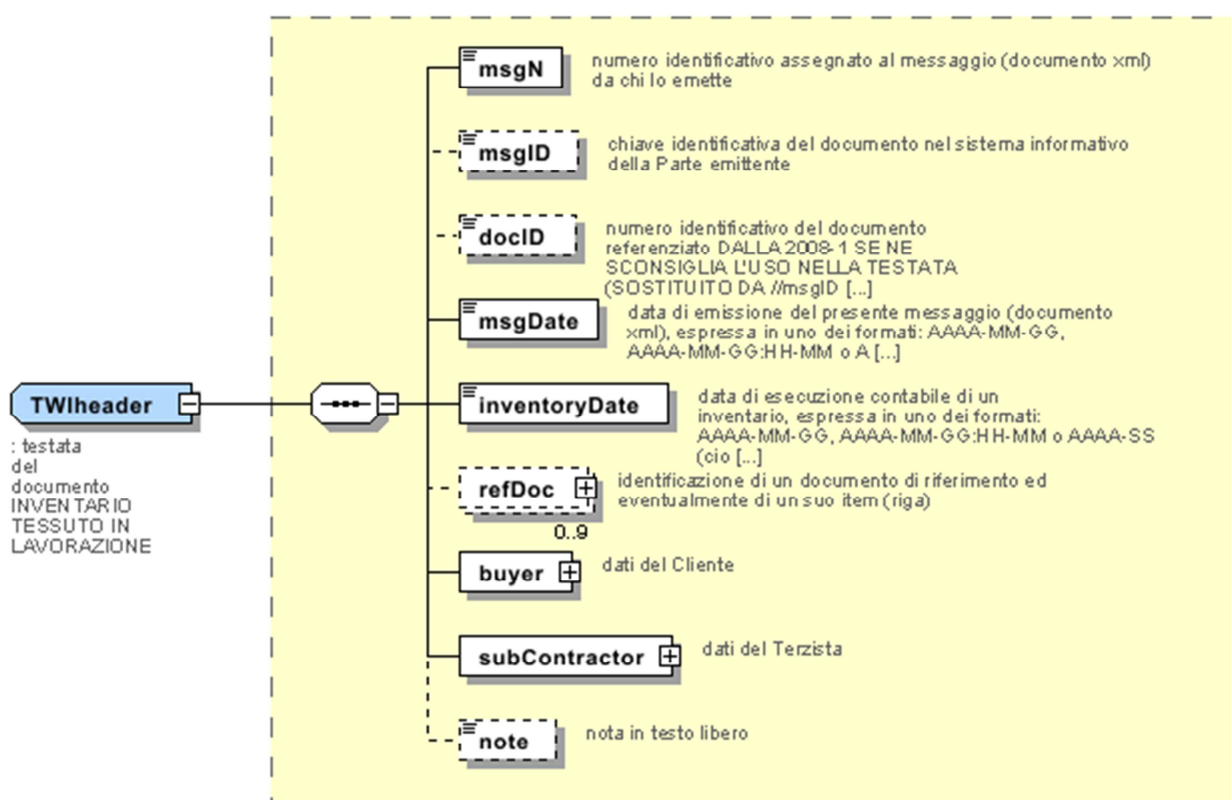 msgN
numero identificativo assegnato al messaggio (documento xml)
da chi lo emette
msgID
chiave identificativa del documento nel sistema informativo
della Parte emittente
docID
numero identificativo del documento
referenziato DALLA 2008-1 SE NE
SCONSIGLIA L'USO NELLA TESTATA
(SOSTITUITO DA //msgID [...]
msgDate
data di emissione del presente messaggio (documento
xml), espressa in uno dei formati: AAAA-MM-GG,
AAAA-MM-GG:HH-MM o A [...]
TWIheader
: testata
del
documento
INVENTARIO
TESSUTO IN
LAVORAZIONE
inventoryDate
data di esecuzione contabile di un
inventario, espressa in uno dei formati:
AAAA-MM-GG, AAAA-MM-GG:HH-MM o AAAA-SS
(cio [...]
refDoc
0..9
identificazione di un documento di riferimento ed
eventualmente di un suo item (riga)
buyer
dati del Cliente
subContractor
dati del Terzista
note
nota in testo libero